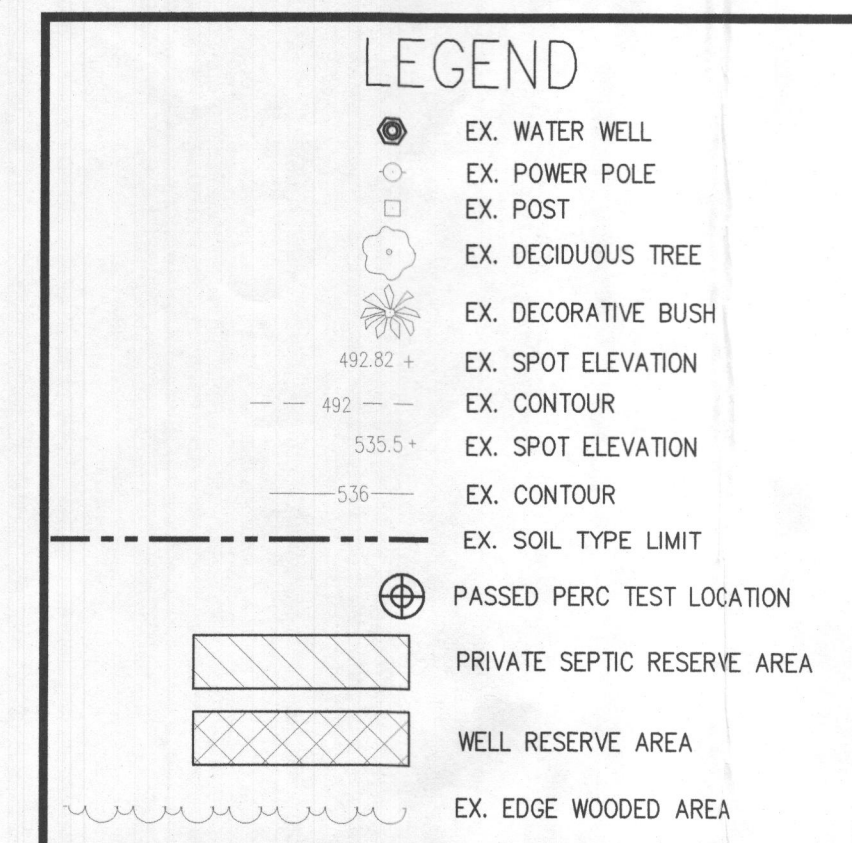 LEGEND
EX. WATER WELL
EX. POWER POLE
EX. POST
EX. DECIDUOUS TREE
EX. DECORATIVE BUSH
492.82 + EX. SPOT ELEVATION
492 EX. CONTOUR
535.5 + EX. SPOT ELEVATION
536 EX. CONTOUR
EX. SOIL TYPE LIMIT
PASSED PERC TEST LOCATION
PRIVATE SEPTIC RESERVE AREA
WELL RESERVE AREA
EX. EDGE WOODED AREA